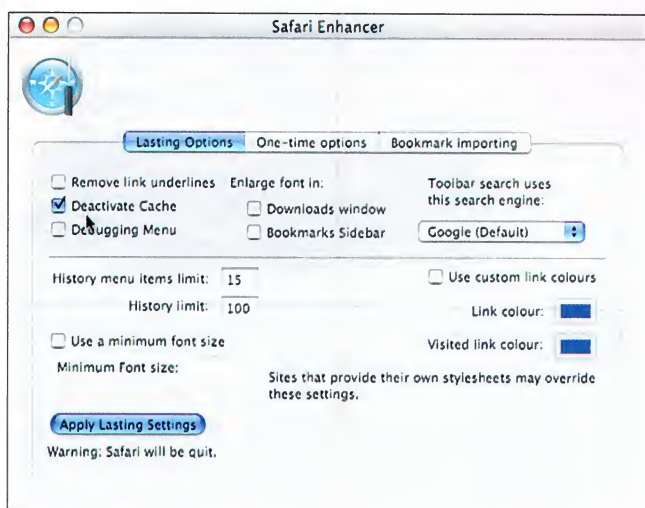 Safari Enhancer
Lasting Options One-time options Bookmark importing
Remove link underlines
Deactivate Cache
Debugging Menu
Enlarge font in:
Downloads window
Bookmarks Sidebar
Toolbar search uses
this search engine:
Google (Default)
History menu items limit: 15
History limit: 100
Use a minimum font size
Minimum Font size:
Use custom link colours
Link colour:
Visited link colour:
Sites that provide their own stylesheets may override
these settings.
Apply Lasting Settings
Warning: Safari will be quit.